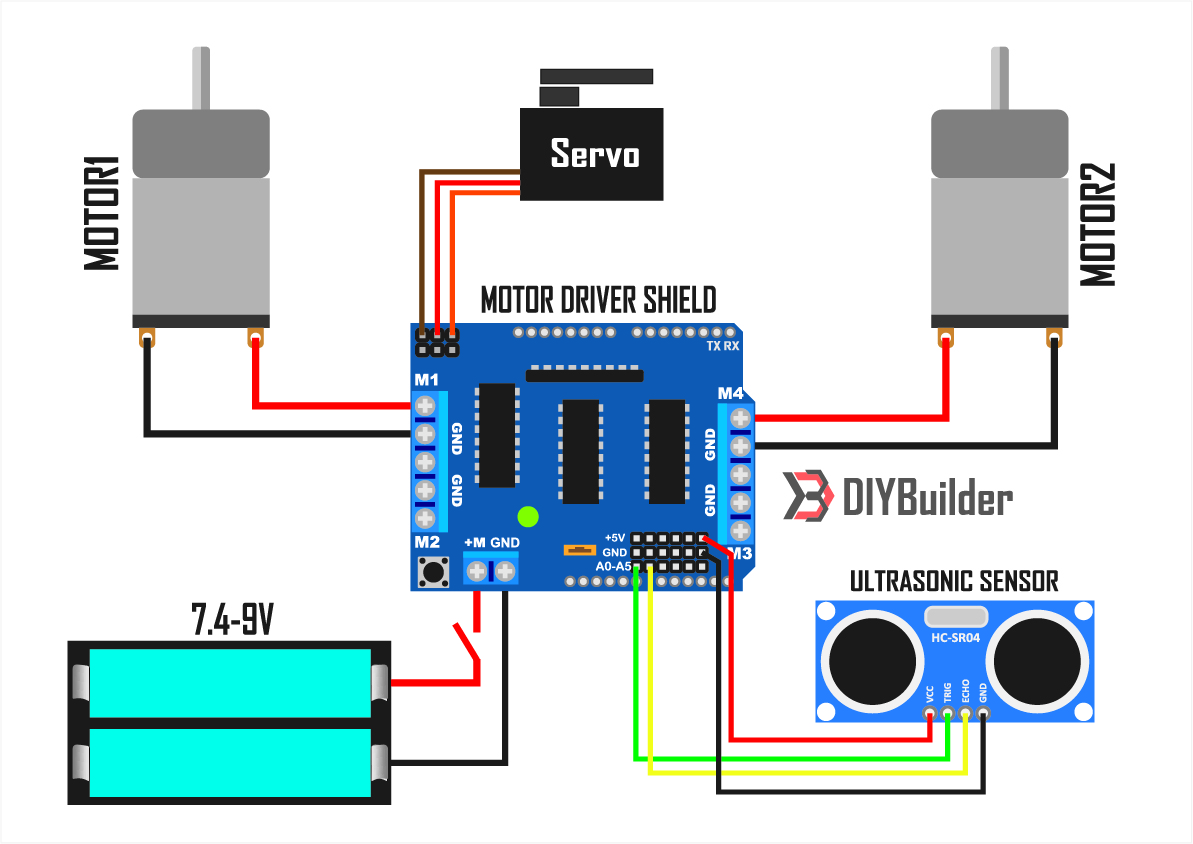 MOTOR1
Servo
MOTOR2
MOTOR DRIVER SHIELD
TX RX
M1
GND
GND
M2
M4
GND
GND
M3
+M GND
+5V
GND
A0-A5
DIYBuilder
7.4-9V
ULTRASONIC SENSOR
HC-SR04
VCC
TRIG
ECHO
GND